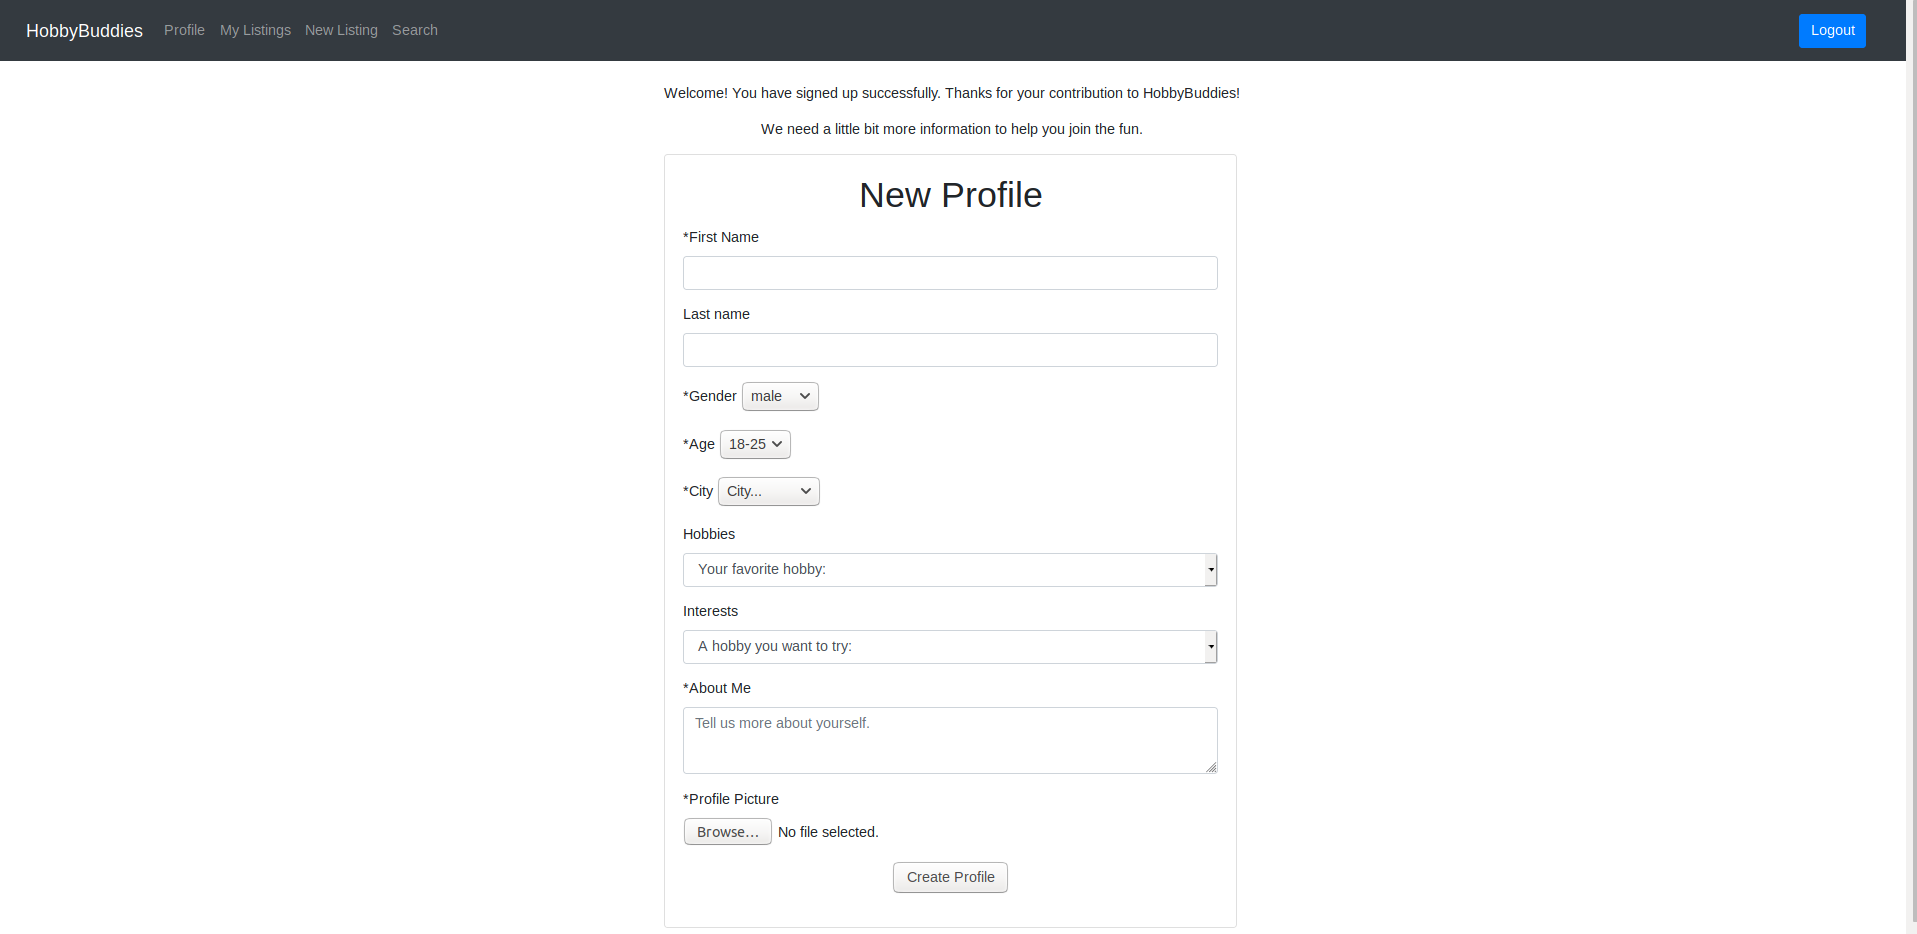 HobbyBuddies Profile My Listings New Listing Search Logout
Welcome! You have signed up successfully. Thanks for your contribution to HobbyBuddies!
We need a little bit more information to help you join the fun.
New Profile
*First Name
Last name
*Gender male
*Age 18-25
*City City...
Hobbies
Your favorite hobby:
Interests
A hobby you want to try:
*About Me
Tell us more about yourself.
*Profile Picture
Browse... No file selected.
Create Profile